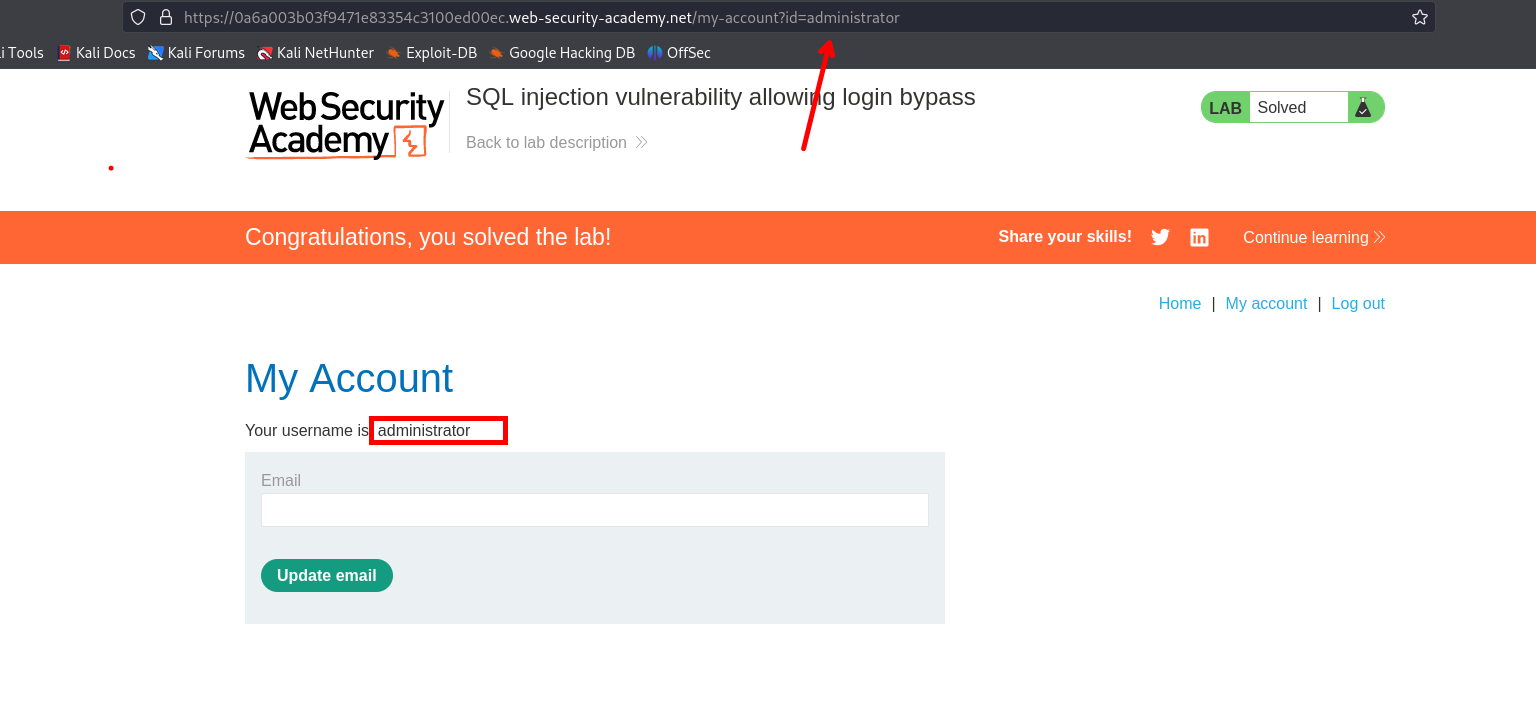 https://0a6a003b03f9471e83354c3100ed00ec.web-security-academy.net/my-account?id=administrator
li Tools Kali Docs Kali Forums Kali NetHunter Exploit-DB Google Hacking DB OffSec
Web Security
Academy
SQL injection vulnerability allowing login bypass
Back to lab description
LAB Solved
Congratulations, you solved the lab!
Share your skills!
Continue learning
Home | My account | Log out
My Account
Your username is administrator
Email
Update email